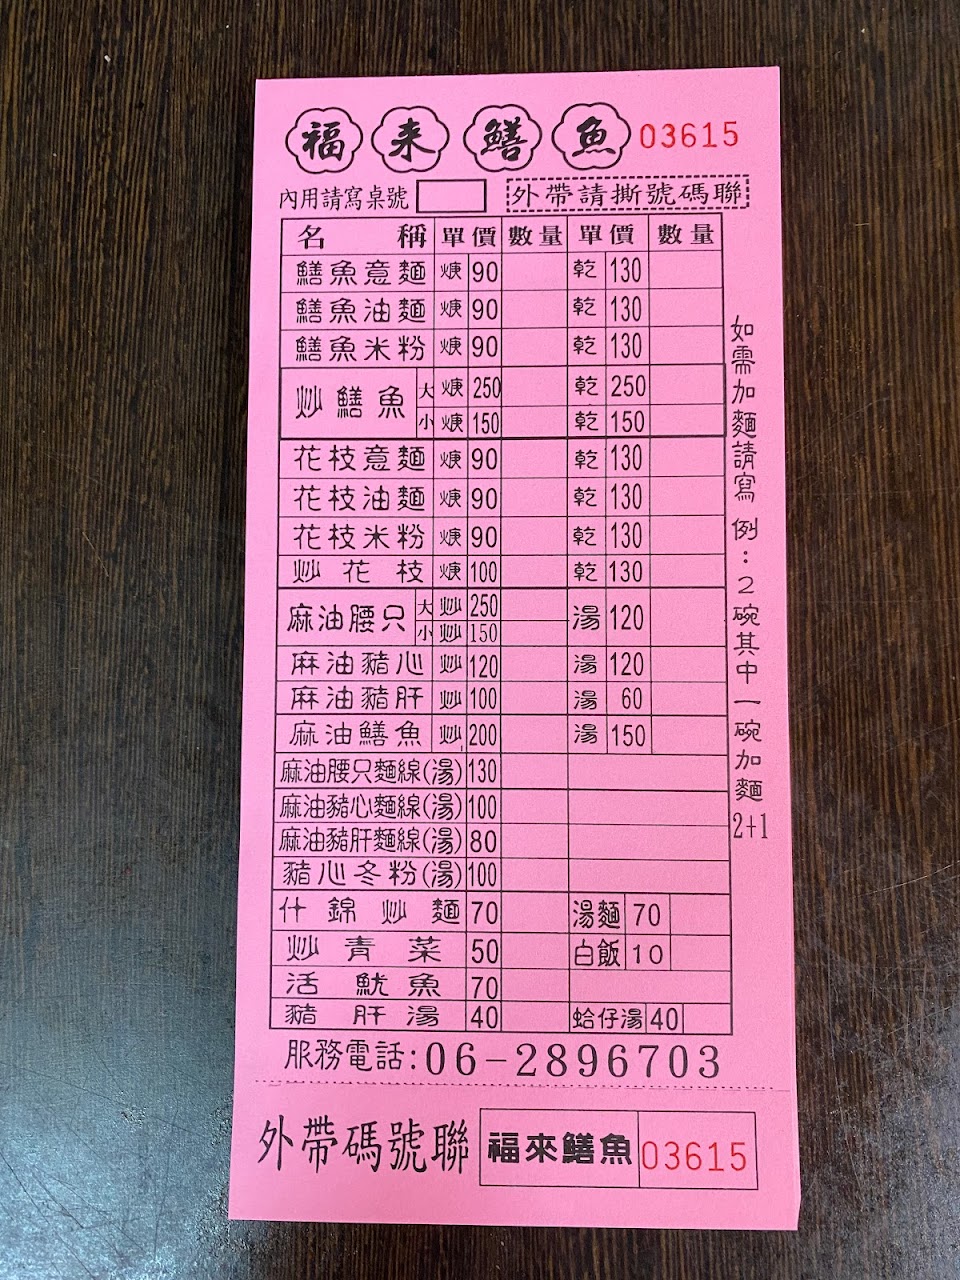 福來鱔魚 03615
內用請寫桌號 外帶請撕號碼聯
名稱 單價 數量 單價 數量
鱔魚意麵 焿 90 乾 130
鱔魚油麵 焿 90 乾 130
鱔魚米粉 焿 90 乾 130
炒鱔魚 大 焿 250 乾 250
小 焿 150 乾 150
花枝意麵 焿 90 乾 130
花枝油麵 焿 90 乾 130
花枝米粉 焿 90 乾 130
炒花枝 焿 100 乾 130
麻油腰只 大 炒 250 湯 120
小 炒 150
麻油豬心 炒 120 湯 120
麻油豬肝 炒 100 湯 60
麻油鱔魚 炒 200 湯 150
麻油腰只麵線(湯) 130
麻油豬心麵線(湯) 100
麻油豬肝麵線(湯) 80
豬心冬粉(湯) 100
什錦炒麵 70 湯麵 70
炒青菜 50 白飯 10
活魷魚 70
豬肝湯 40 蛤仔湯 40
如需加麵請寫 例：2碗其中一碗加麵 2+1
服務電話:06-2896703
外帶碼號聯 福來鱔魚 03615